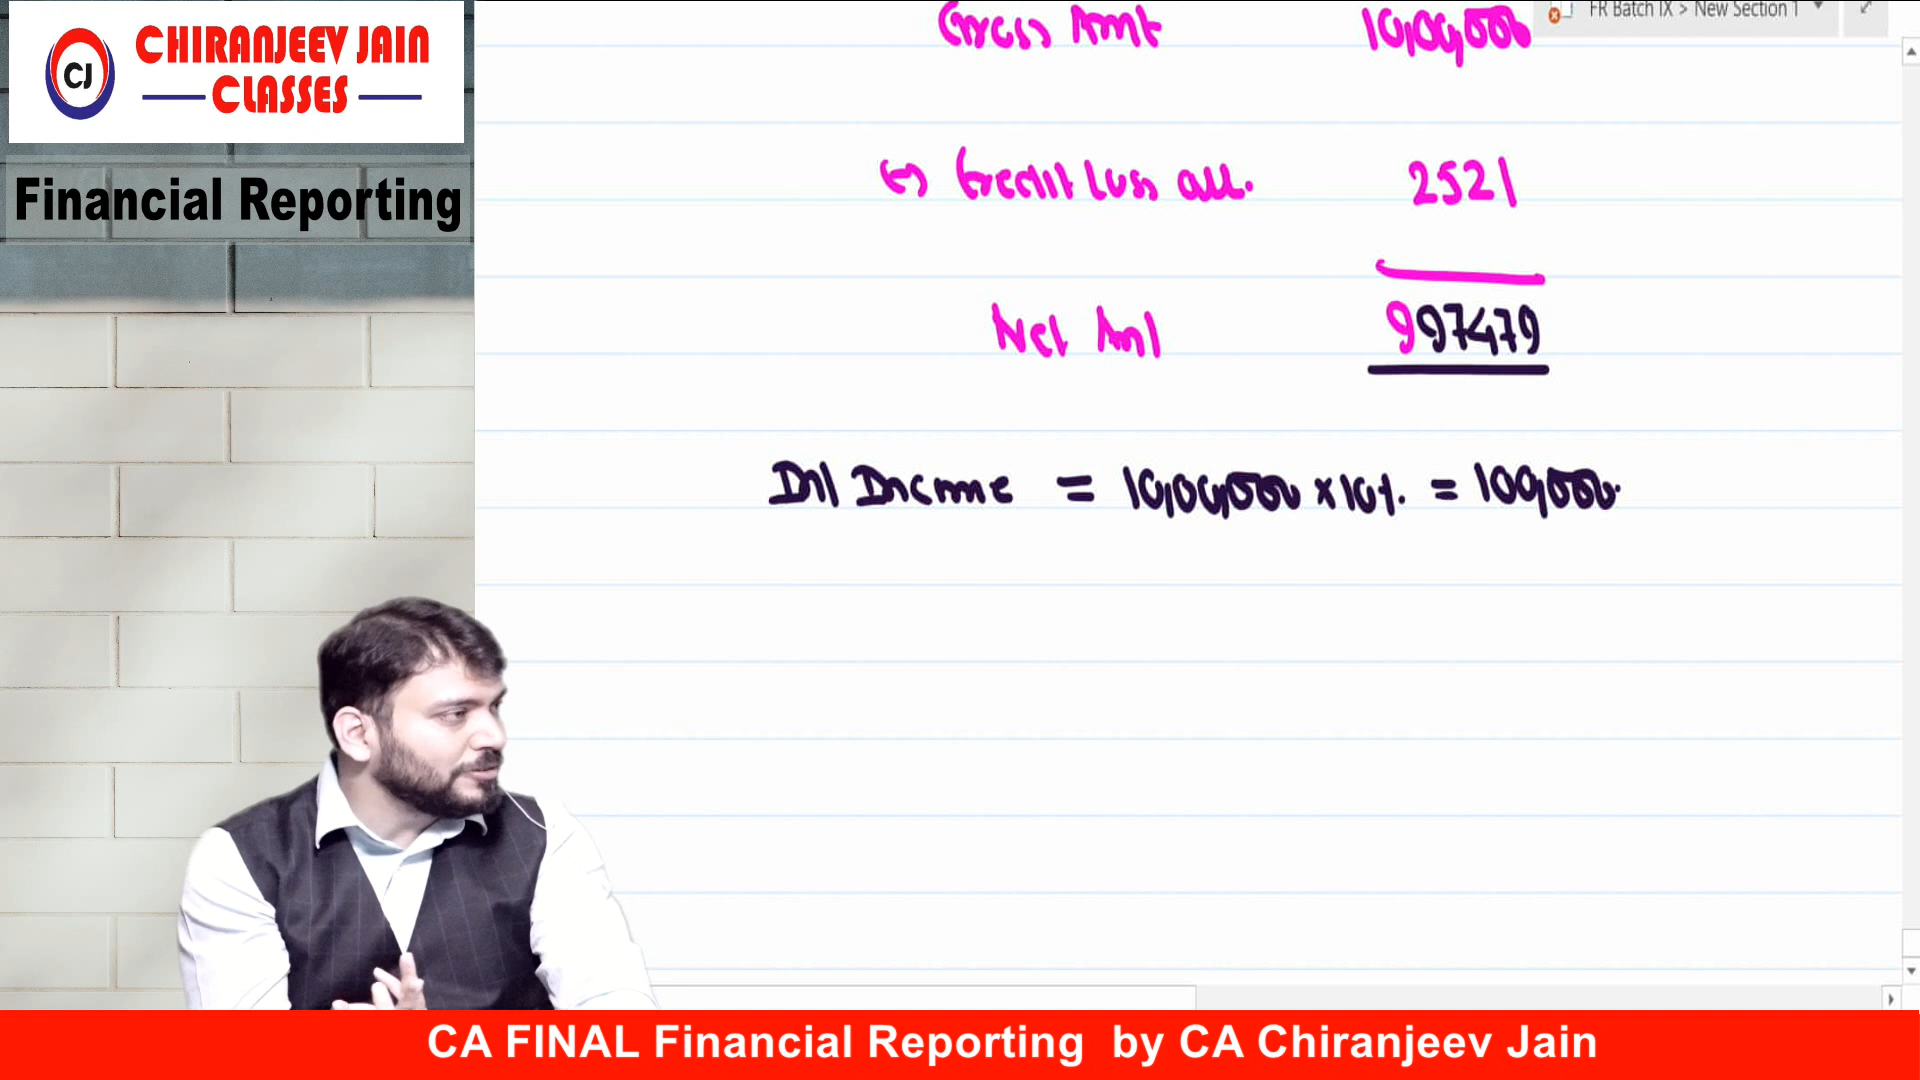 CHIRANJEEV JAIN
CJ
CLASSES
Financial Reporting
FR Batch IX > New Section 1
Gross Amt 10,00,000
(-) Credit Loss all. 2521
Net Amt 997479
Int Income = 10,00,000 x 10%. = 100,000.
CA FINAL Financial Reporting by CA Chiranjeev Jain